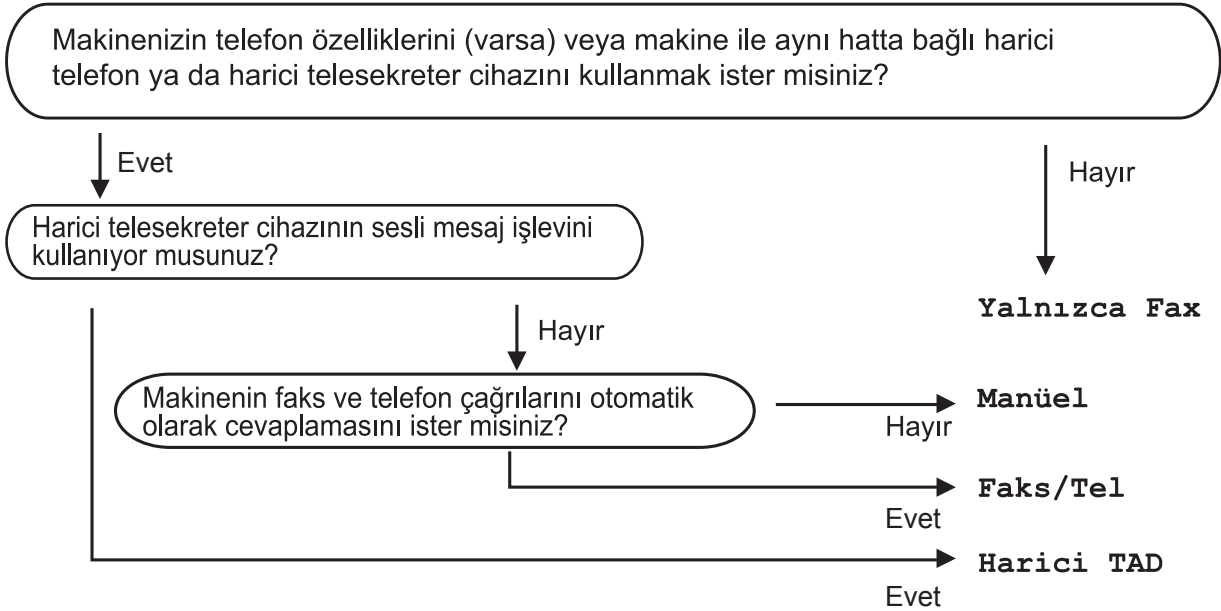 Makinenizin telefon özelliklerini (varsa) veya makine ile aynı hatta bağlı harici
telefon ya da harici telesekreter cihazını kullanmak ister misiniz?
Evet
Hayır
Harici telesekreter cihazının sesli mesaj işlevini
kullanıyor musunuz?
Yalnızca Fax
Hayır
Makinenin faks ve telefon çağrılarını otomatik
olarak cevaplamasını ister misiniz?
Manüel
Hayır
Faks/Tel
Evet
Harici TAD
Evet